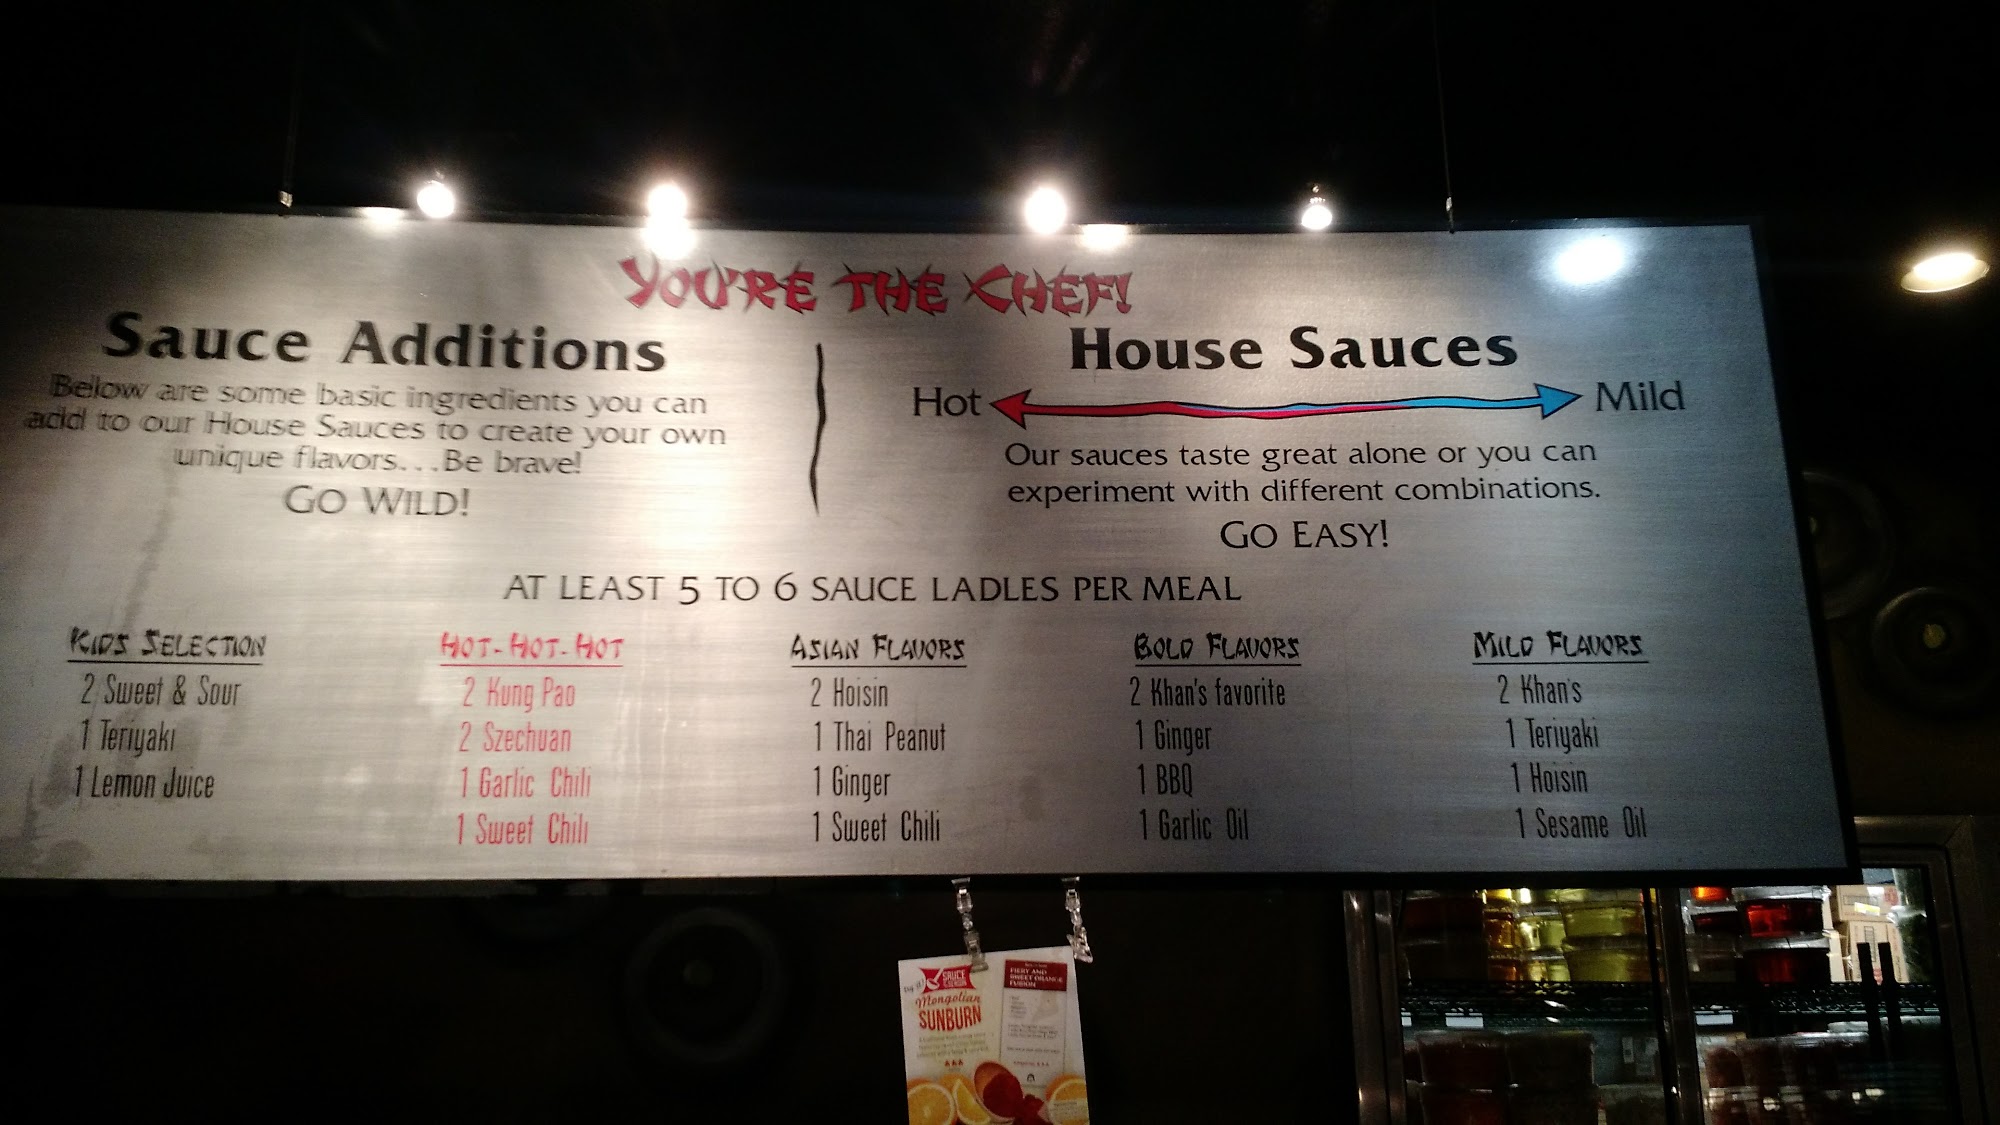 YOU'RE THE CHEF!
Sauce Additions
Below are some basic ingredients you can
add to our House Sauces to create your own
unique flavors...Be brave!
GO WILD!
House Sauces
Hot Mild
Our sauces taste great alone or you can
experiment with different combinations.
GO EASY!
AT LEAST 5 TO 6 SAUCE LADLES PER MEAL
KIDS SELECTION
2 Sweet & Sour
1 Teriyaki
1 Lemon Juice
HOT-HOT-HOT
2 Kung Pao
2 Szechuan
1 Garlic Chili
1 Sweet Chili
ASIAN FLAVORS
2 Hoisin
1 Thai Peanut
1 Ginger
1 Sweet Chili
BOLD FLAVORS
2 Khan's favorite
1 Ginger
1 BBQ
1 Garlic Oil
MILD FLAVORS
2 Khan's
1 Teriyaki
1 Hoisin
1 Sesame Oil
SAUCE
Mongolian
SUNBURN
FIERY AND
SWEET ORANGE
FUSION